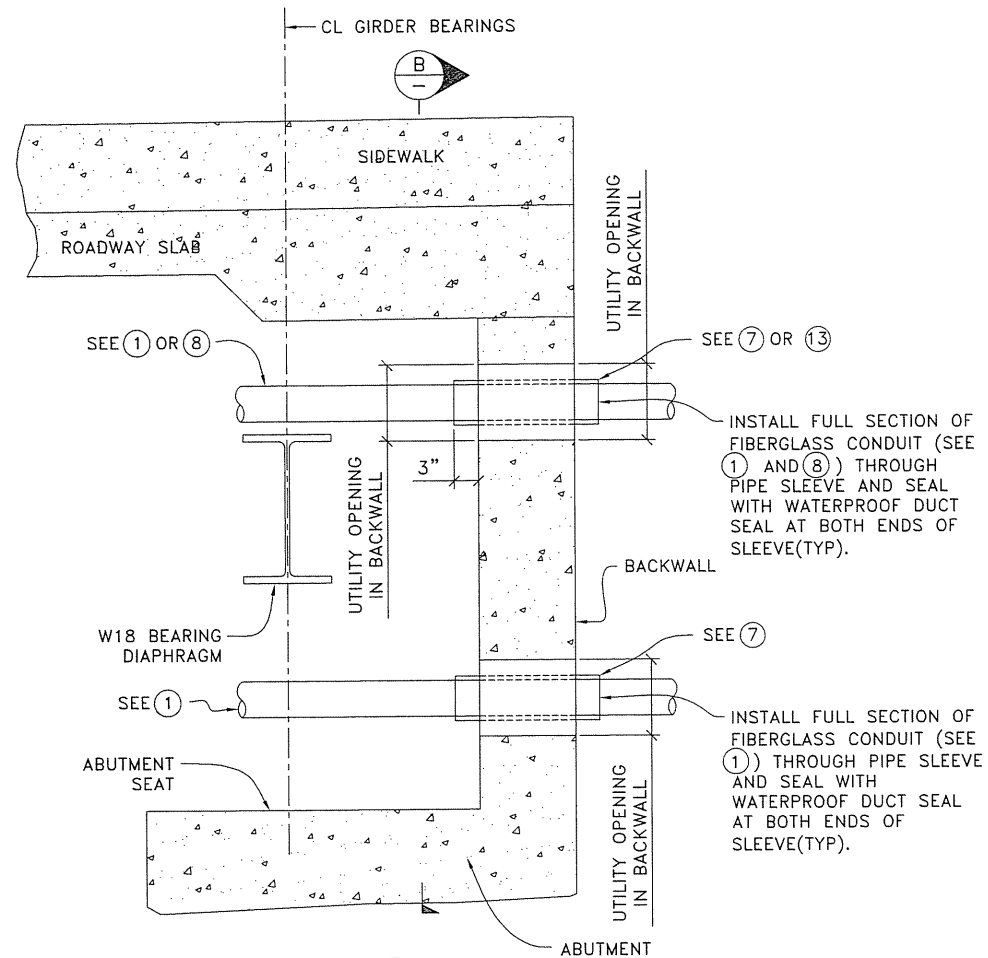 CL GIRDER BEARINGS
B
–
SIDEWALK
ROADWAY SLAB
UTILITY OPENING
IN BACKWALL
SEE 1 OR 8
SEE 7 OR 13
INSTALL FULL SECTION OF
FIBERGLASS CONDUIT (SEE
1 AND 8) THROUGH
PIPE SLEEVE AND SEAL
WITH WATERPROOF DUCT
SEAL AT BOTH ENDS OF
SLEEVE(TYP).
3"
UTILITY OPENING
IN BACKWALL
BACKWALL
W18 BEARING
DIAPHRAGM
SEE 7
SEE 1
INSTALL FULL SECTION OF
FIBERGLASS CONDUIT (SEE
1) THROUGH PIPE SLEEVE
AND SEAL WITH
WATERPROOF DUCT SEAL
AT BOTH ENDS OF
SLEEVE(TYP).
ABUTMENT
SEAT
UTILITY OPENING
IN BACKWALL
ABUTMENT